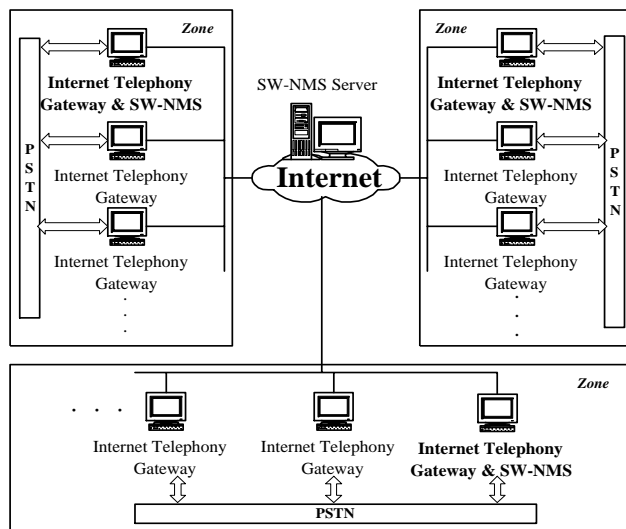 Zone
Internet Telephony
Gateway & SW-NMS
P
S
T
N
Internet Telephony
Gateway
Internet Telephony
Gateway
SW-NMS Server
Internet
Zone
Internet Telephony
Gateway & SW-NMS
Internet Telephony
Gateway
Internet Telephony
Gateway
P
S
T
N
Zone
Internet Telephony
Gateway
Internet Telephony
Gateway
Internet Telephony
Gateway & SW-NMS
PSTN